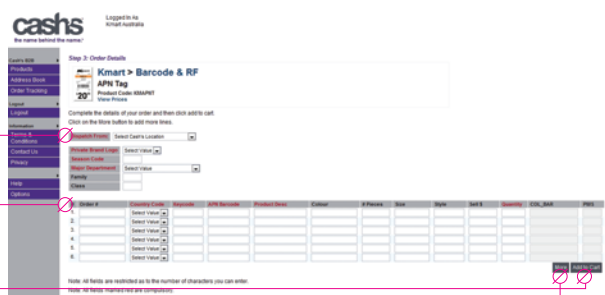 cashs
the name behind the name
Logged In As
Kmart Australia
Cash's B2B
Products
Address Book
Order Tracking
Logout
Logout
Information
Terms &
Conditions
Contact Us
Privacy
Help
Options
Step 3: Order Details
Kmart > Barcode & RF
APN Tag
Product Code: KMAPNT
View Prices
20
Complete the details of your order and then click add to cart.
Click on the More button to add more lines.
Dispatch From: Select Cash's Location
Private Brand Logo Select Value
Season Code
Major Department Select Value
Family
Class
# Order # Country Code Keycode APN Barcode Product Desc Colour # Pieces Size Style Sell $ Quantity COL_BAR PMS
1. Select Value
2. Select Value
3. Select Value
4. Select Value
5. Select Value
6. Select Value
More Add to Cart
Note: All fields are restricted as to the number of characters you can enter.
Note: All fields marked red are compulsory.